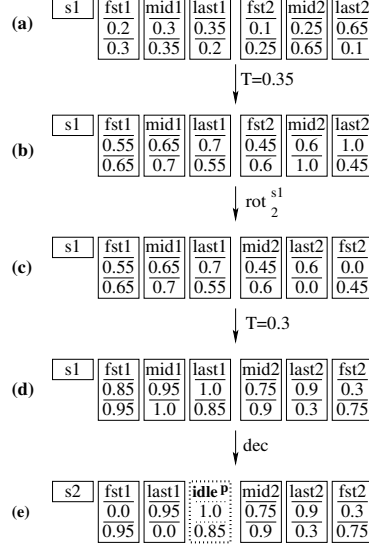 (a) s1 fst1 mid1 last1 fst2 mid2 last2
0.2 0.3 0.35 0.1 0.25 0.65
0.3 0.35 0.2 0.25 0.65 0.1
T=0.35
(b) s1 fst1 mid1 last1 fst2 mid2 last2
0.55 0.65 0.7 0.45 0.6 1.0
0.65 0.7 0.55 0.6 1.0 0.45
rot s1 2
(c) s1 fst1 mid1 last1 mid2 last2 fst2
0.55 0.65 0.7 0.45 0.6 0.0
0.65 0.7 0.55 0.6 0.0 0.45
T=0.3
(d) s1 fst1 mid1 last1 mid2 last2 fst2
0.85 0.95 1.0 0.75 0.9 0.3
0.95 1.0 0.85 0.9 0.3 0.75
dec
(e) s2 fst1 last1 idle p mid2 last2 fst2
0.0 0.95 1.0 0.75 0.9 0.3
0.95 0.0 0.85 0.9 0.3 0.75